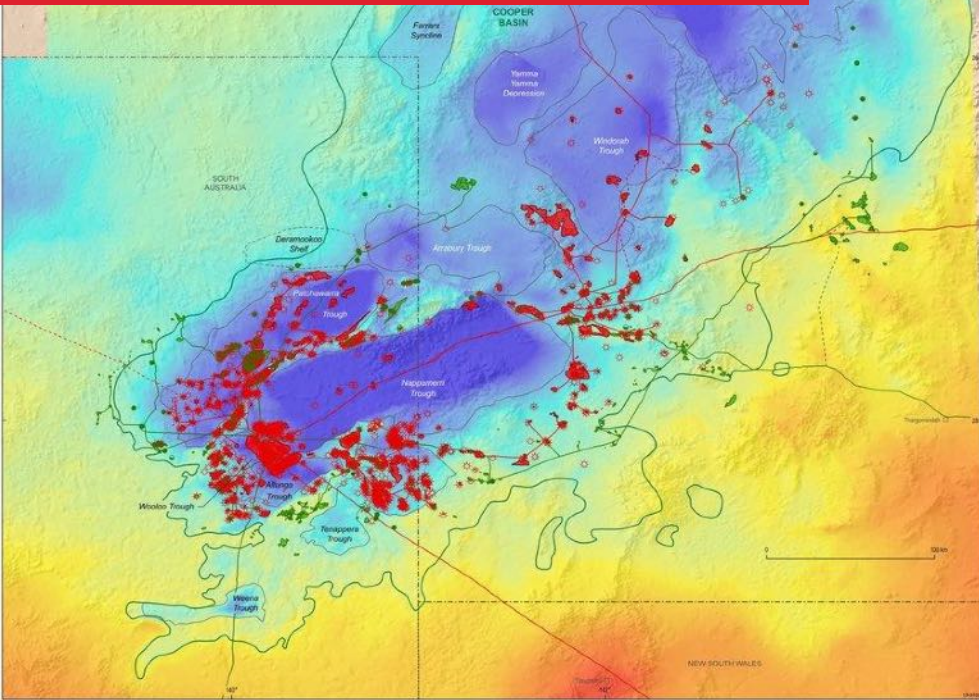 COOPER
BASIN
Farrars
Syncline
Yamma
Yamma
Depression
Windorah
Trough
SOUTH
AUSTRALIA
Deramookoo
Shelf
Arrabury Trough
Patchawarra
Trough
Nappamerri
Trough
Allunga
Trough
Wooloo Trough
Tenappera
Trough
Weena
Trough
0
100 km
NEW SOUTH WALES